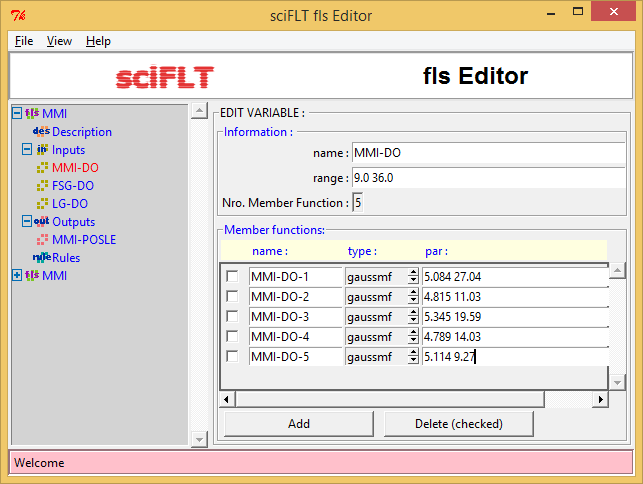 sciFLT fls Editor
File View Help
sciFLT
fls Editor
fls MMI
des Description
in Inputs
MMI-DO
FSG-DO
LG-DO
out Outputs
MMI-POSLE
rule Rules
fls MMI
EDIT VARIABLE :
Information :
name : MMI-DO
range : 9.0 36.0
Nro. Member Function : 5
Member functions:
name : type : par :
MMI-DO-1 gaussmf 5.084 27.04
MMI-DO-2 gaussmf 4.815 11.03
MMI-DO-3 gaussmf 5.345 19.59
MMI-DO-4 gaussmf 4.789 14.03
MMI-DO-5 gaussmf 5.114 9.27
Add Delete (checked)
Welcome